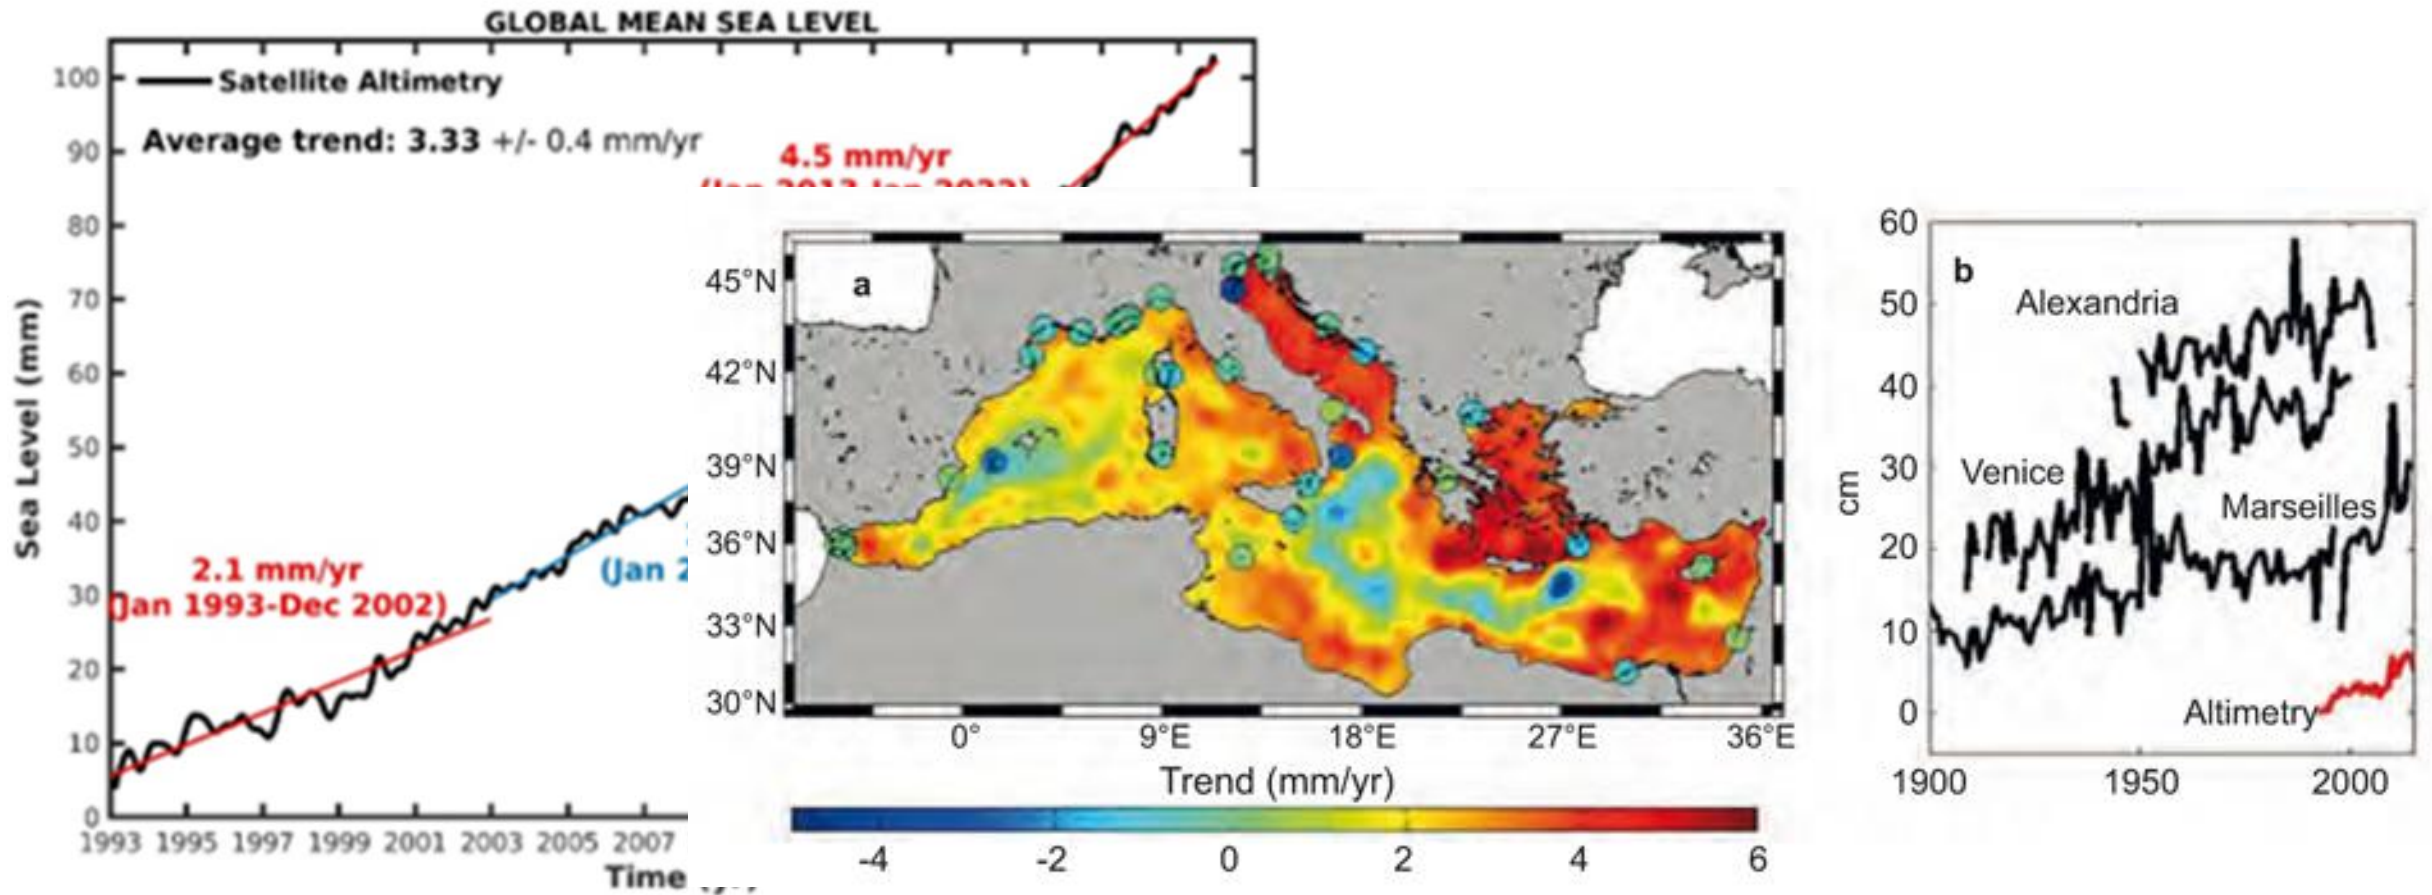 GLOBAL MEAN SEA LEVEL
Satellite Altimetry
Average trend: 3.33 +/- 0.4 mm/yr
4.5 mm/yr
2.1 mm/yr
(Jan 1993-Dec 2002)
(Jan 2
Sea Level (mm)
100
90
80
70
60
50
40
30
20
10
0
1993 1995 1997 1999 2001 2003 2005 2007
Time
a
45°N
42°N
39°N
36°N
33°N
30°N
0° 9°E 18°E 27°E 36°E
Trend (mm/yr)
-4 -2 0 2 4 6
b
Alexandria
Venice
Marseilles
Altimetry
cm
60
50
40
30
20
10
0
1900 1950 2000